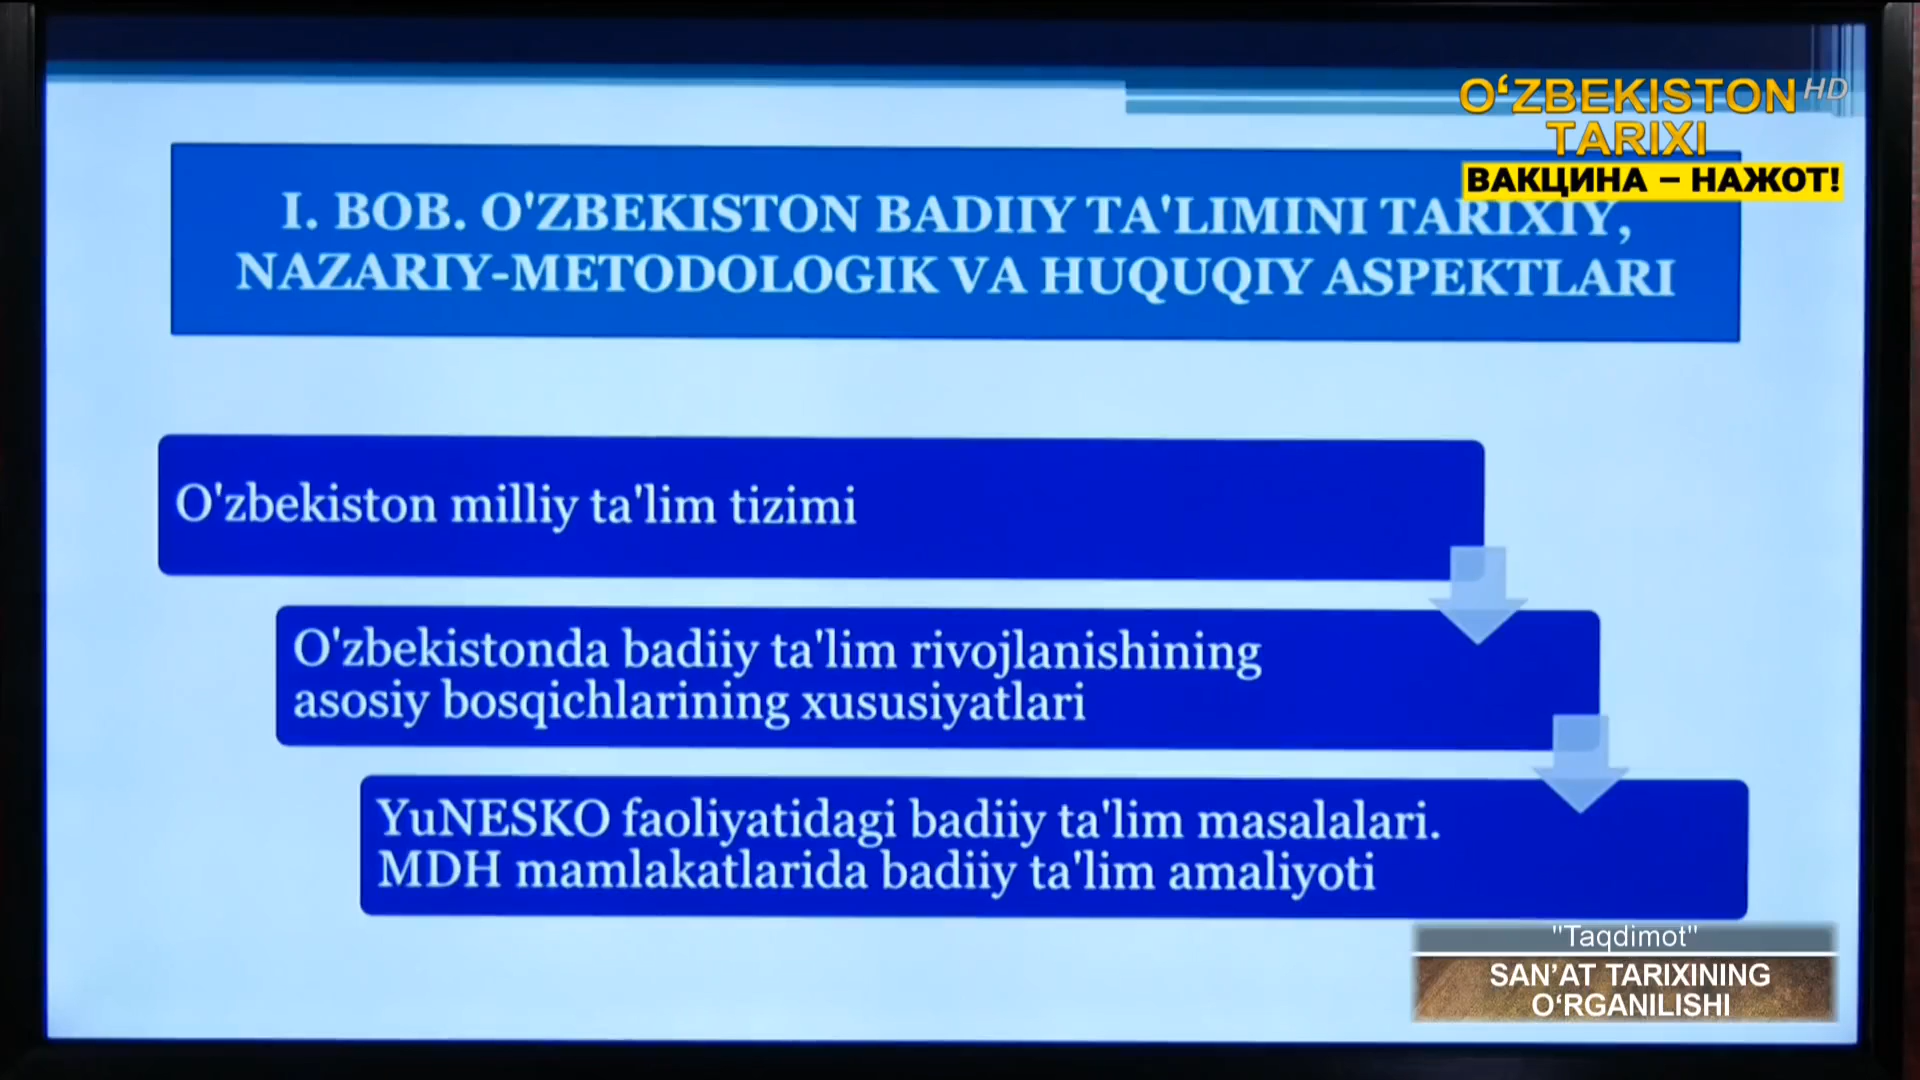 O‘ZBEKISTON HD
TARIXI
ВАКЦИНА – НАЖОТ!
I. BOB. O'ZBEKISTON BADIIY TA'LIMINI TARIXIY,
NAZARIY-METODOLOGIK VA HUQUQIY ASPEKTLARI
O'zbekiston milliy ta'lim tizimi
O'zbekistonda badiiy ta'lim rivojlanishining
asosiy bosqichlarining xususiyatlari
YuNESKO faoliyatidagi badiiy ta'lim masalalari.
MDH mamlakatlarida badiiy ta'lim amaliyoti
"Taqdimot"
SAN’AT TARIXINING
O‘RGANILISHI